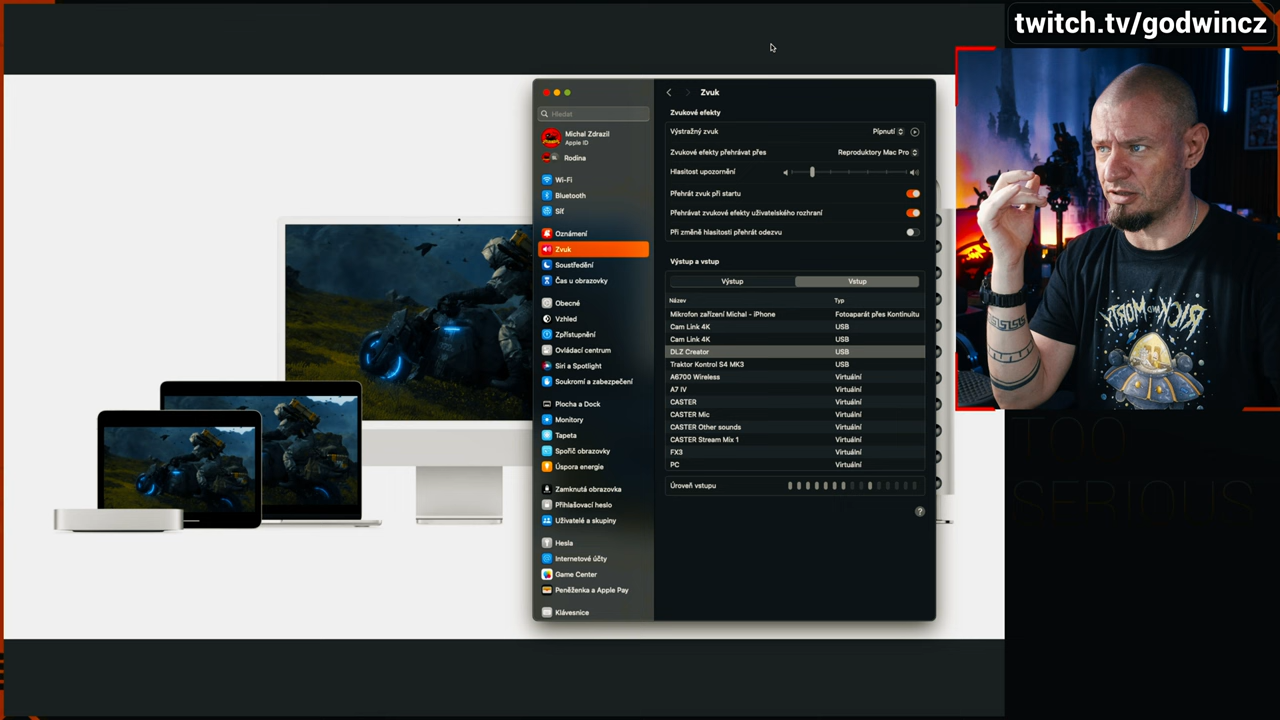 twitch.tv/godwincz
Zvuk
Hledat
Michal Zdrazil
Apple ID
Rodina
Wi-Fi
Bluetooth
Síť
Oznámení
Zvuk
Soustředění
Čas u obrazovky
Obecné
Vzhled
Zpřístupnění
Ovládací centrum
Siri a Spotlight
Soukromí a zabezpečení
Plocha a Dock
Monitory
Tapeta
Spořič obrazovky
Úspora energie
Zamknutá obrazovka
Přihlašovací heslo
Uživatelé a skupiny
Hesla
Internetové účty
Game Center
Peněženka a Apple Pay
Klávesnice
Zvukové efekty
Výstražný zvuk Pípnutí
Zvukové efekty přehrávat přes Reproduktory Mac Pro
Hlasitost upozornění
Přehrát zvuk při startu
Přehrávat zvukové efekty uživatelského rozhraní
Při změně hlasitosti přehrát odezvu
Výstup a vstup
Výstup Vstup
Název Typ
Mikrofon zařízení Michal - iPhone Fotoaparát přes Kontinuitu
Cam Link 4K USB
Cam Link 4K USB
DLZ Creator USB
Traktor Kontrol S4 MK3 USB
A6700 Wireless Virtuální
A7 IV Virtuální
CASTER Virtuální
CASTER Mic Virtuální
CASTER Other sounds Virtuální
CASTER Stream Mix 1 Virtuální
FX3 Virtuální
PC Virtuální
Úroveň vstupu
?
RICK AND MORTY
TOO
SERIOUS